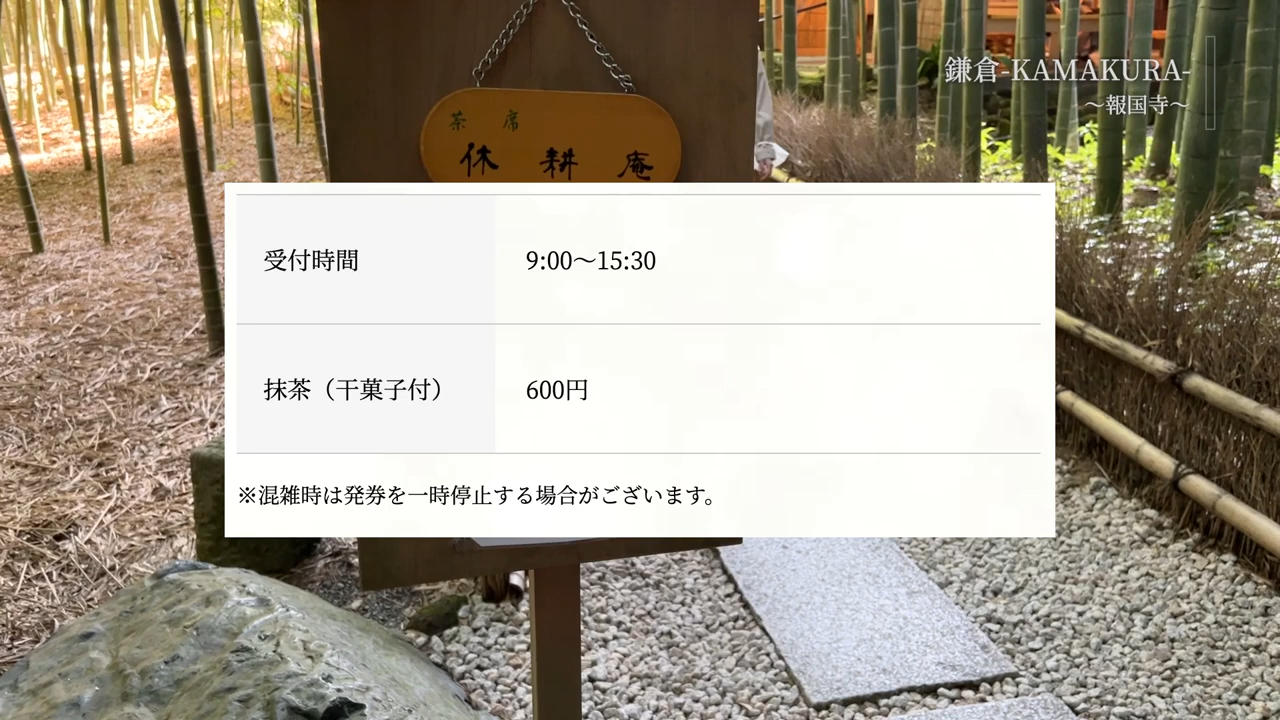 茶 席
休 耕 庵
鎌倉-KAMAKURA-
〜報国寺〜
受付時間 9:00〜15:30
抹茶（干菓子付） 600円
※混雑時は発券を一時停止する場合がございます。